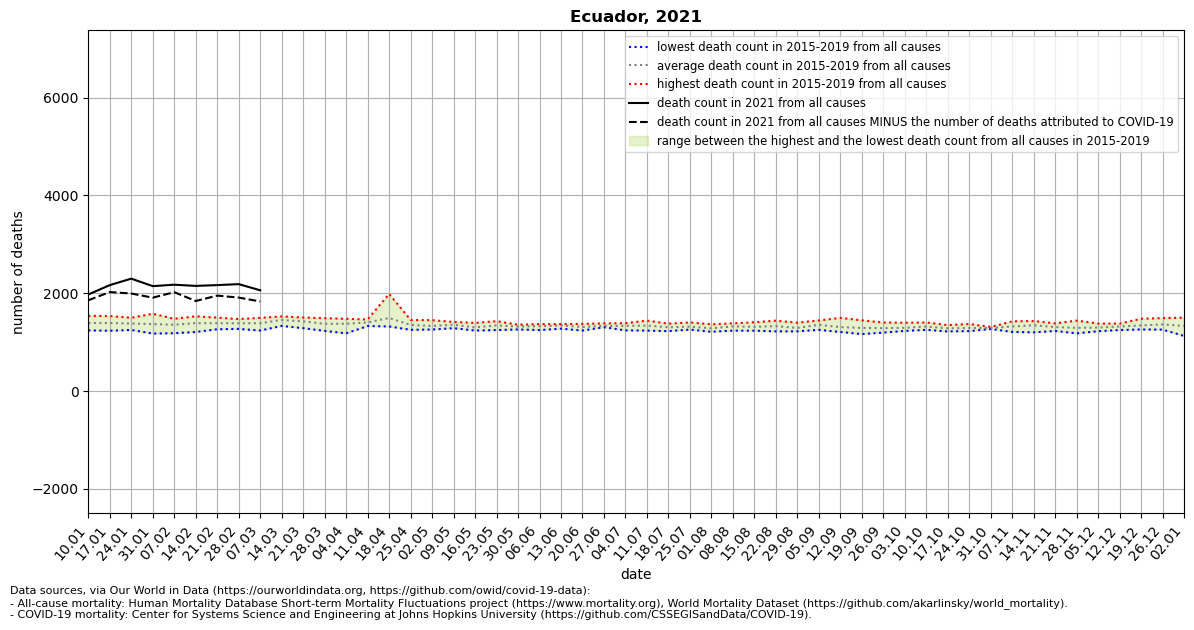 Ecuador, 2021
lowest death count in 2015-2019 from all causes
average death count in 2015-2019 from all causes
highest death count in 2015-2019 from all causes
death count in 2021 from all causes
death count in 2021 from all causes MINUS the number of deaths attributed to COVID-19
range between the highest and the lowest death count from all causes in 2015-2019
number of deaths
6000
4000
2000
0
−2000
10.01 17.01 24.01 31.01 07.02 14.02 21.02 28.02 07.03 14.03 21.03 28.03 04.04 11.04 18.04 25.04 02.05 09.05 16.05 23.05 30.05 06.06 13.06 20.06 27.06 04.07 11.07 18.07 25.07 01.08 08.08 15.08 22.08 29.08 05.09 12.09 19.09 26.09 03.10 10.10 17.10 24.10 31.10 07.11 14.11 21.11 28.11 05.12 12.12 19.12 26.12 02.01
date
Data sources, via Our World in Data (https://ourworldindata.org, https://github.com/owid/covid-19-data):
- All-cause mortality: Human Mortality Database Short-term Mortality Fluctuations project (https://www.mortality.org), World Mortality Dataset (https://github.com/akarlinsky/world_mortality).
- COVID-19 mortality: Center for Systems Science and Engineering at Johns Hopkins University (https://github.com/CSSEGISandData/COVID-19).